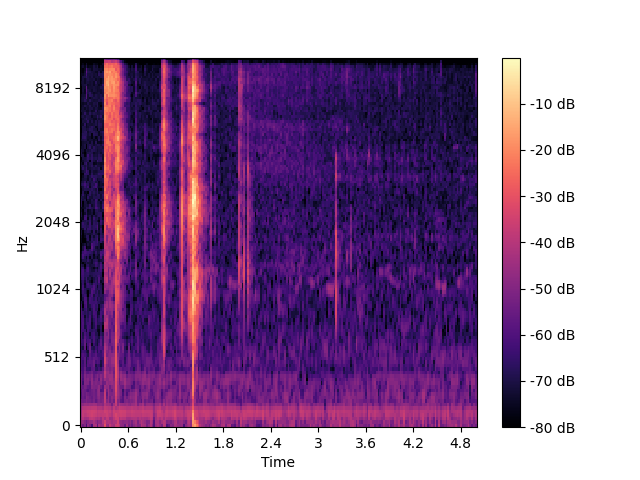 8192
4096
2048
1024
512
0
Hz
0 0.6 1.2 1.8 2.4 3 3.6 4.2 4.8
Time
-10 dB
-20 dB
-30 dB
-40 dB
-50 dB
-60 dB
-70 dB
-80 dB